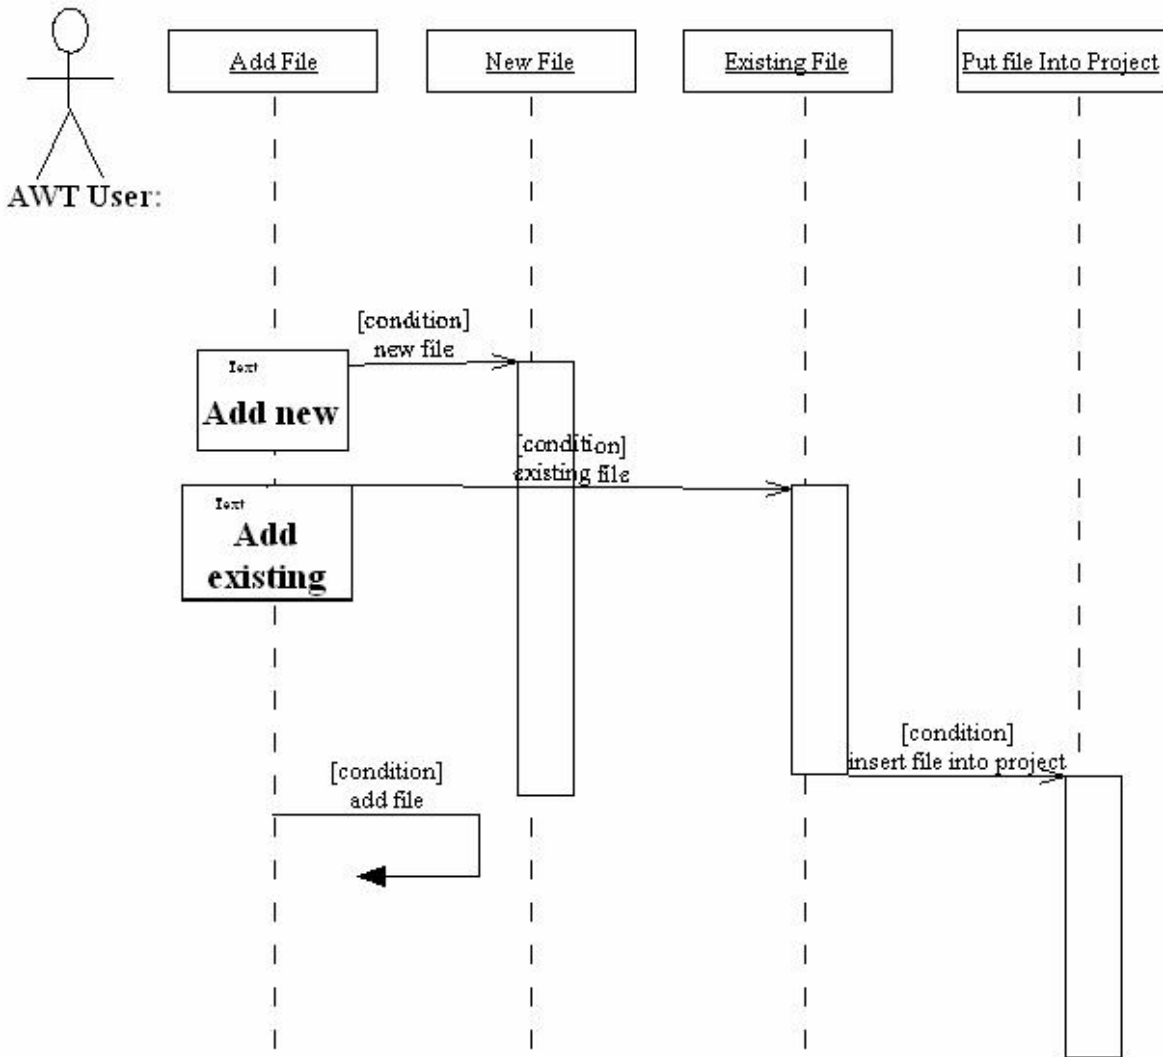 Add File
New File
Existing File
Put file Into Project
AWT User:
[condition]
new file
Text
Add new
[condition]
existing file
Text
Add
existing
[condition]
insert file into project
[condition]
add file